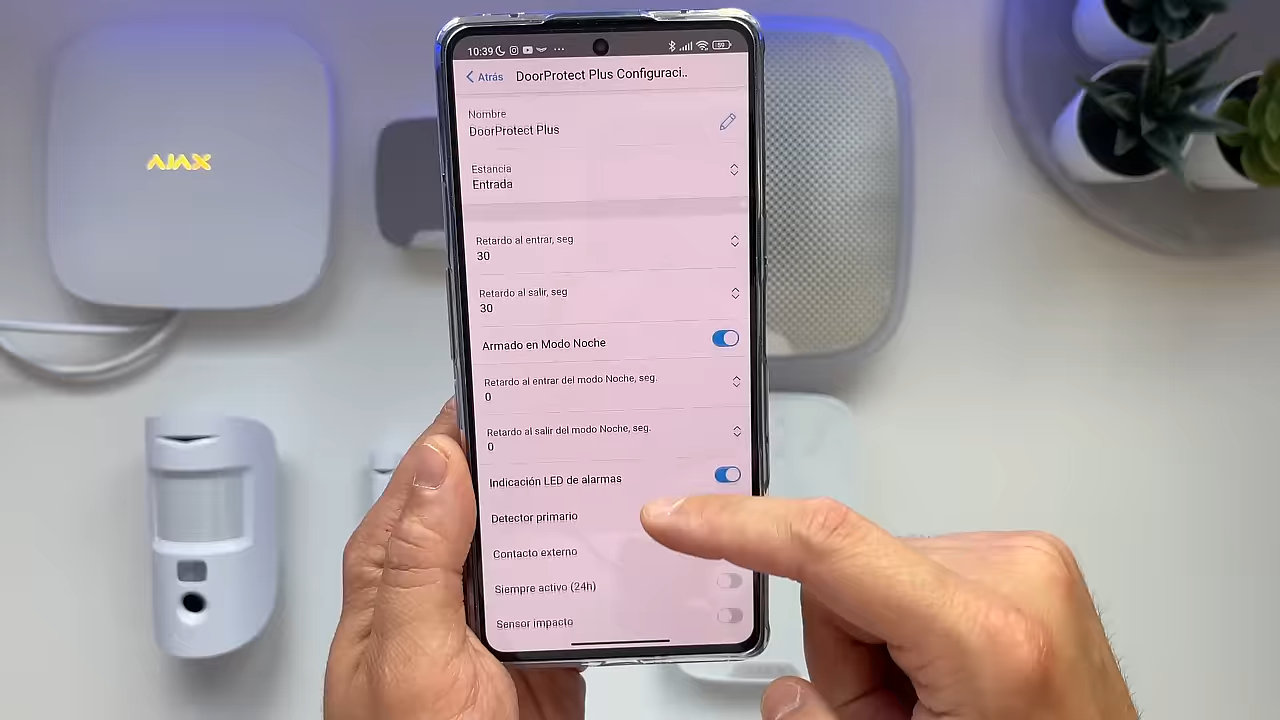 10:39
59
Atrás
DoorProtect Plus Configuraci..
Nombre
DoorProtect Plus
Estancia
Entrada
AJAX
Retardo al entrar, seg
30
Retardo al salir, seg
30
Armado en Modo Noche
Retardo al entrar del modo Noche, seg.
0
Retardo al salir del modo Noche, seg.
0
Indicación LED de alarmas
Detector primario
Contacto externo
Siempre activo (24h)
Sensor impacto